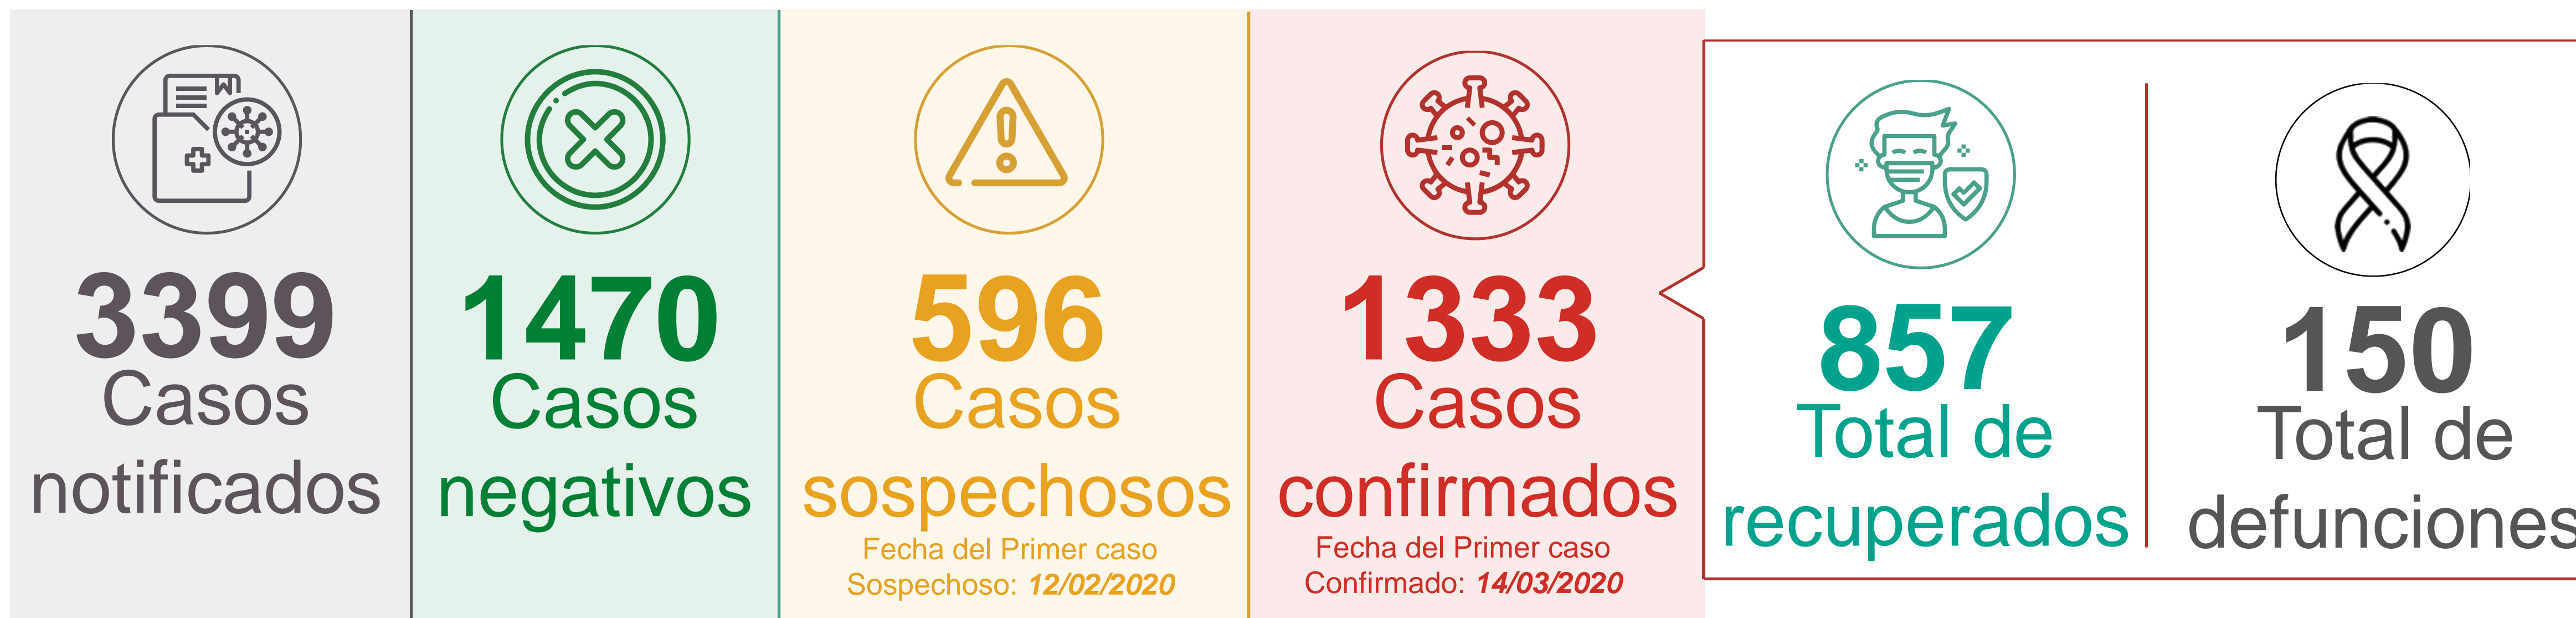 3399
Casos
notificados
1470
Casos
negativos
596
Casos
sospechosos
Fecha del Primer caso
Sospechoso: 12/02/2020
1333
Casos
confirmados
Fecha del Primer caso
Confirmado: 14/03/2020
857
Total de
recuperados
150
Total de
defunciones